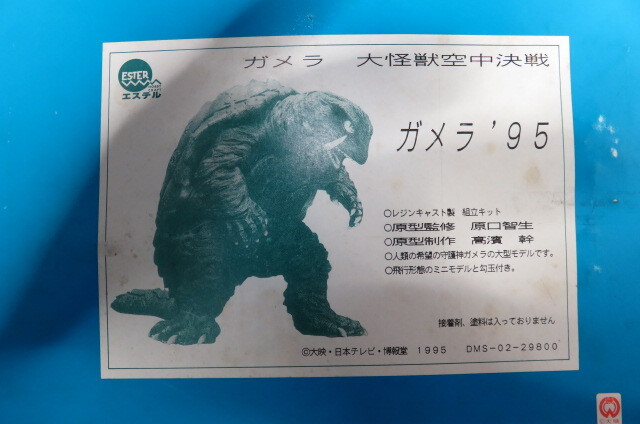 ESTER
エステル
ガメラ 大怪獣空中決戦
ガメラ '95
○レジンキャスト製 組立キット
○原型監修 原口智生
○原型制作 高濱 幹
○人類の希望の守護神ガメラの大型モデルです。
○飛行形態のミニモデルと勾玉付き。
接着剤、塗料は入っておりません
©大映・日本テレビ・博報堂 1995 DMS-02-29800